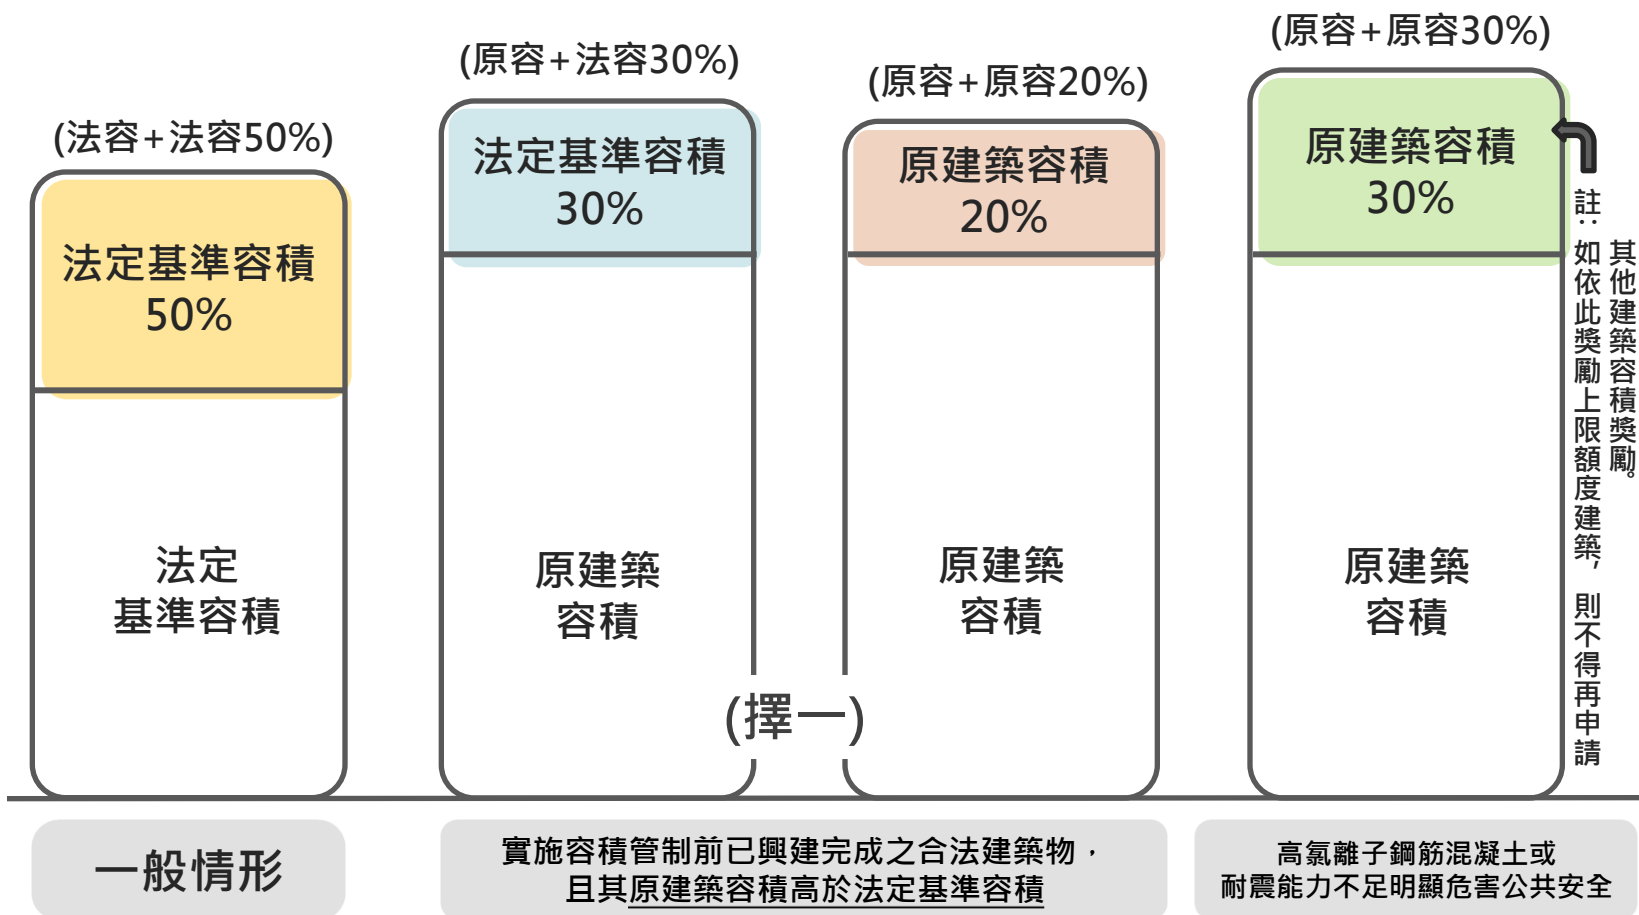 (法容+法容50%)
法定基準容積
50%
法定
基準容積
一般情形
(原容+法容30%)
法定基準容積
30%
原建築
容積
(擇一)
(原容+原容20%)
原建築容積
20%
原建築
容積
實施容積管制前已興建完成之合法建築物，
且其原建築容積高於法定基準容積
(原容+原容30%)
原建築容積
30%
原建築
容積
註：如依此獎勵上限額度建築，則不得再申請
其他建築容積獎勵。
高氯離子鋼筋混凝土或
耐震能力不足明顯危害公共安全